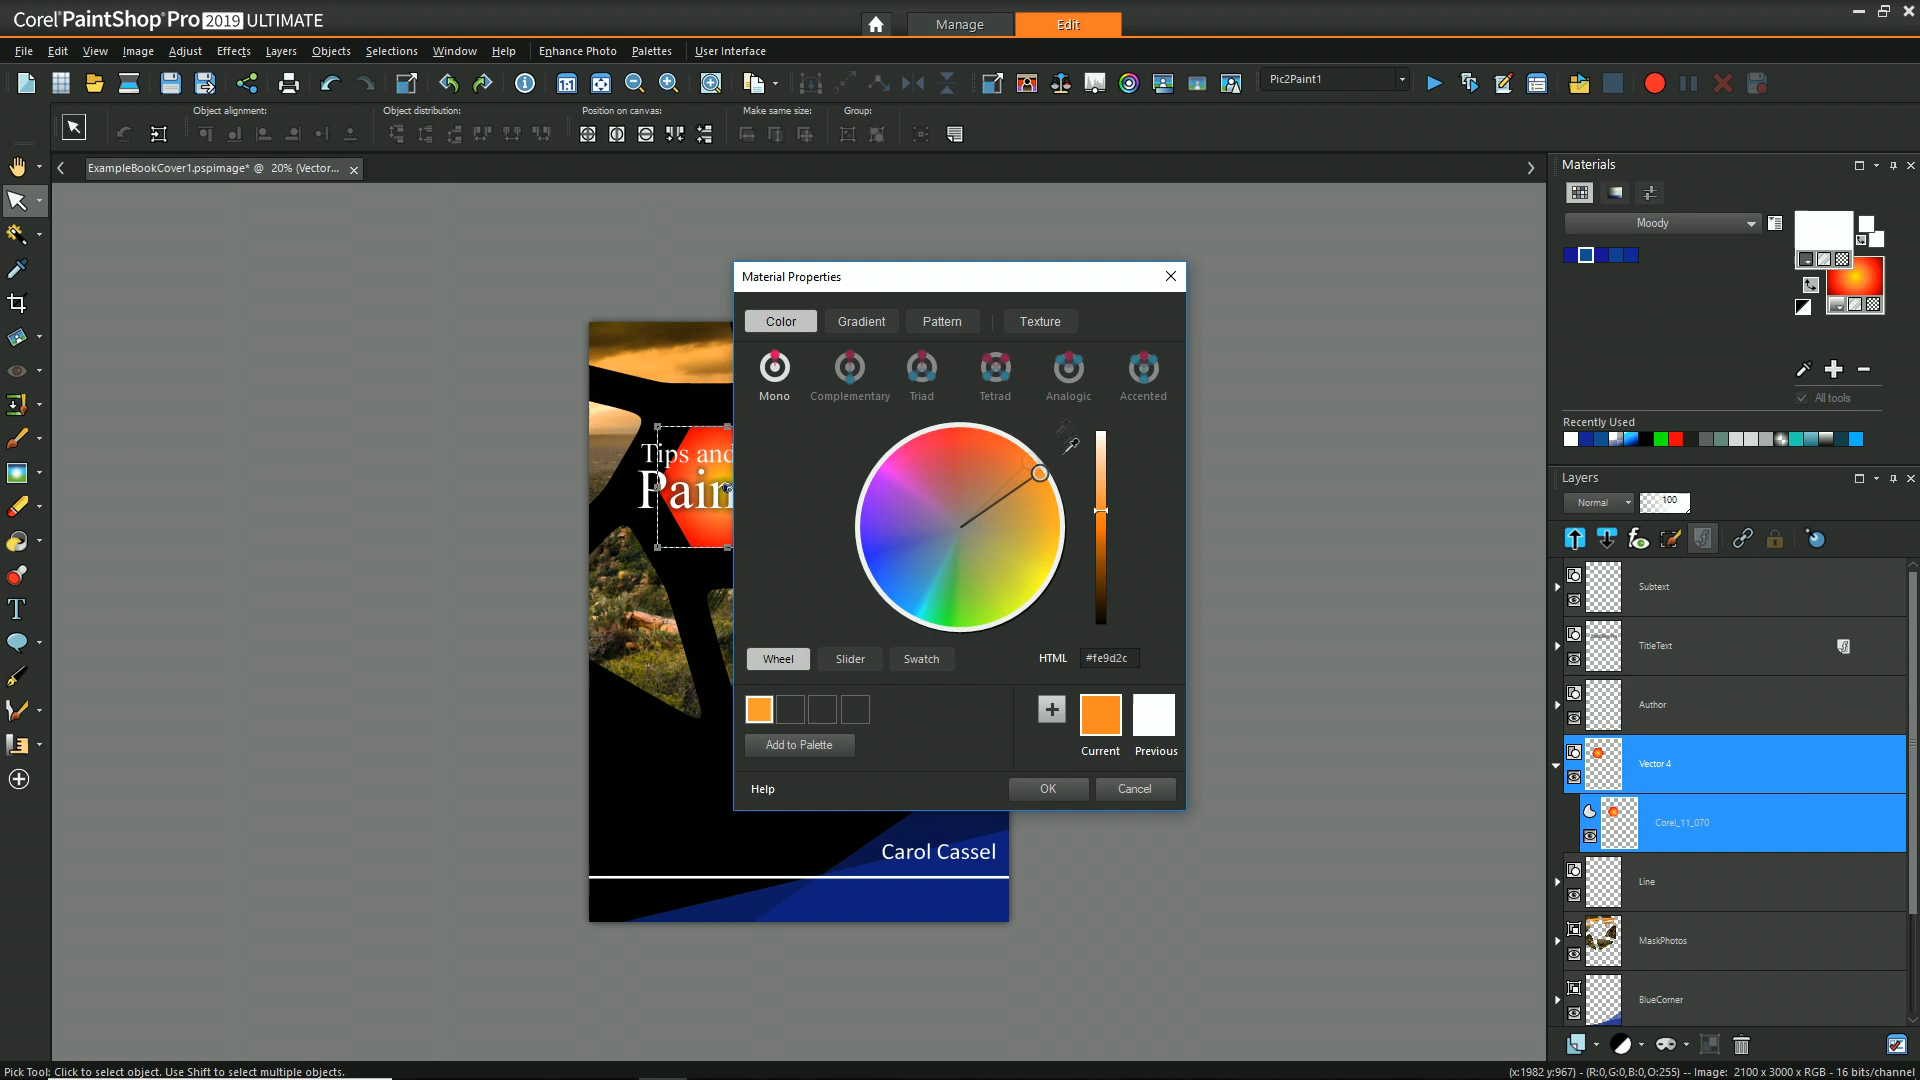 Corel® PaintShop® Pro 2019 ULTIMATE
Manage
Edit
File Edit View Image Adjust Effects Layers Objects Selections Window Help Enhance Photo Palettes User Interface
Pic2Paint1
Object alignment:
Object distribution:
Position on canvas:
Make same size:
Group:
ExampleBookCover1.pspimage* @ 20% (Vector...
Tips and
Pain
Carol Cassel
Material Properties
Color
Gradient
Pattern
Texture
Mono
Complementary
Triad
Tetrad
Analogic
Accented
Wheel
Slider
Swatch
HTML
#fe9d2c
Add to Palette
Current
Previous
Help
OK
Cancel
Materials
Moody
All tools
Recently Used
Layers
Normal
100
Subtext
TitleText
Author
Vector 4
Corel_11_070
Line
MaskPhotos
BlueCorner
Pick Tool: Click to select object. Use Shift to select multiple objects.
(x:1982 y:967) - (R:0,G:0,B:0,O:255) -- Image: 2100 x 3000 x RGB - 16 bits/channel